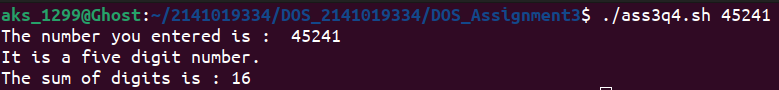 aks_1299@Ghost:~/2141019334/DOS_2141019334/DOS_Assignment3$ ./ass3q4.sh 45241
The number you entered is :  45241
It is a five digit number.
The sum of digits is : 16